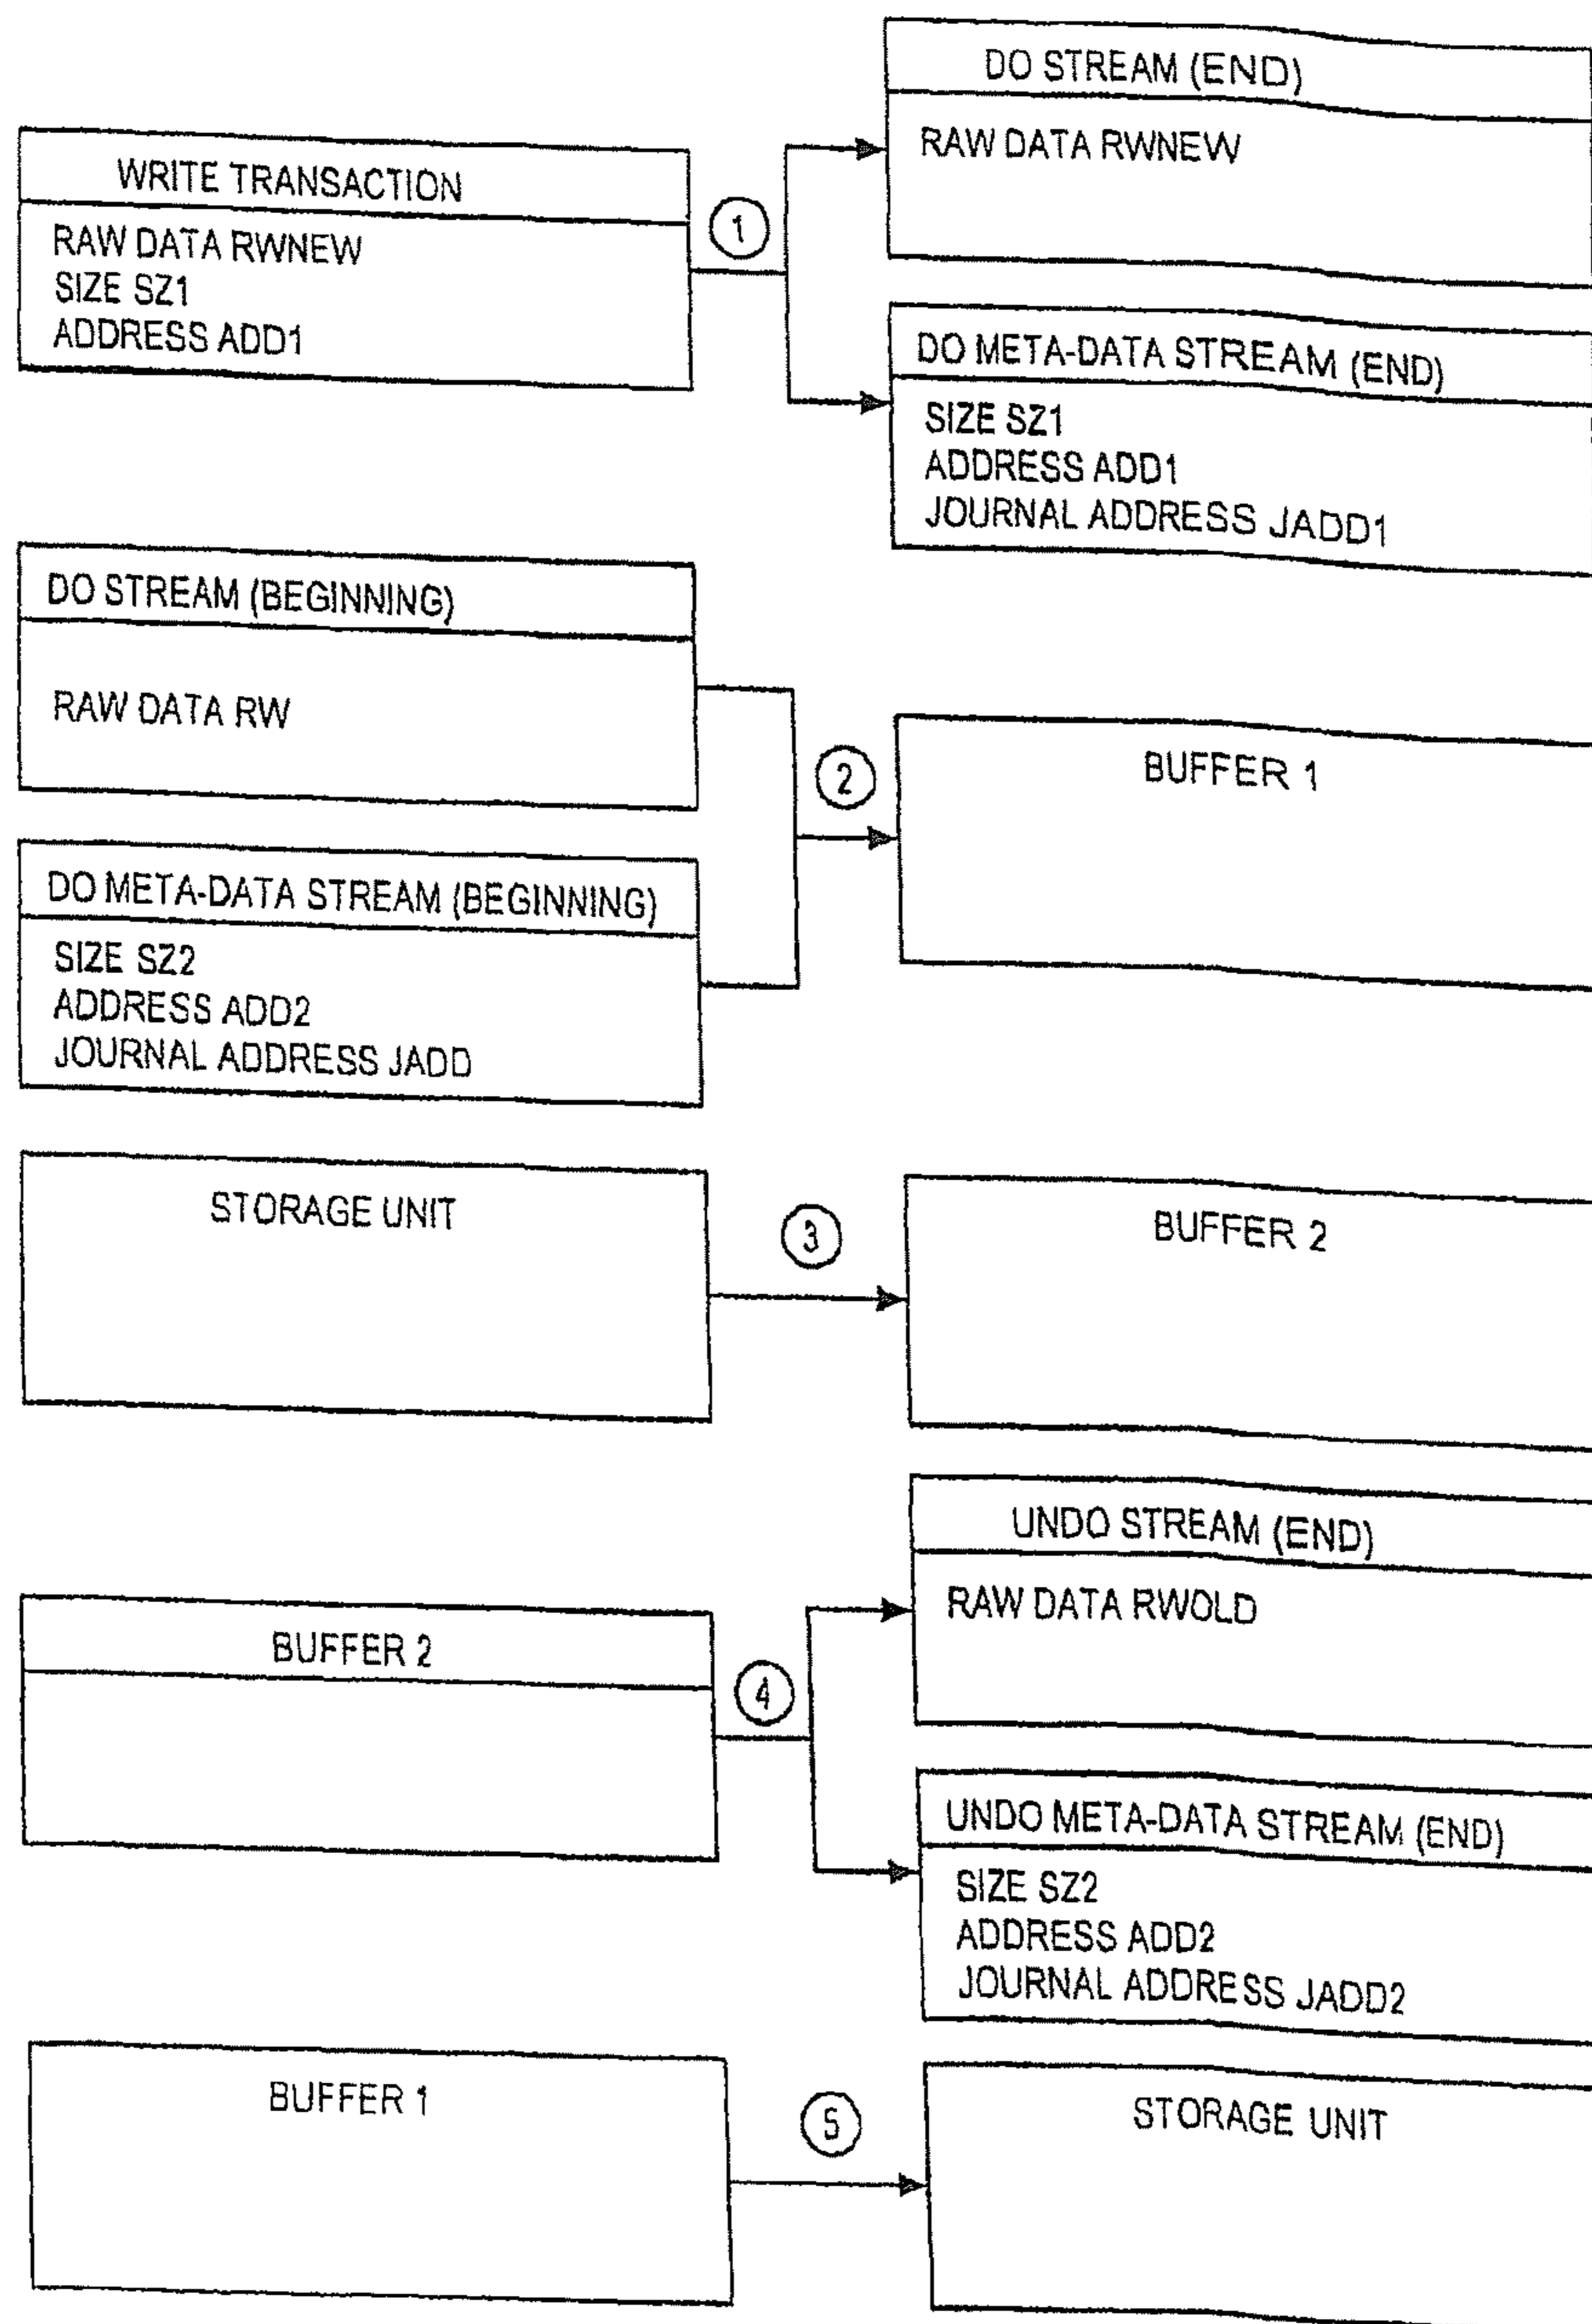 DO STREAM (END)
RAW DATA RWNEW
WRITE TRANSACTION
RAW DATA RWNEW
SIZE SZ1
ADDRESS ADD1
1
DO META-DATA STREAM (END)
SIZE SZ1
ADDRESS ADD1
JOURNAL ADDRESS JADD1
DO STREAM (BEGINNING)
RAW DATA RW
2
BUFFER 1
DO META-DATA STREAM (BEGINNING)
SIZE SZ2
ADDRESS ADD2
JOURNAL ADDRESS JADD
STORAGE UNIT
3
BUFFER 2
UNDO STREAM (END)
RAW DATA RWOLD
BUFFER 2
4
UNDO META-DATA STREAM (END)
SIZE SZ2
ADDRESS ADD2
JOURNAL ADDRESS JADD2
BUFFER 1
5
STORAGE UNIT